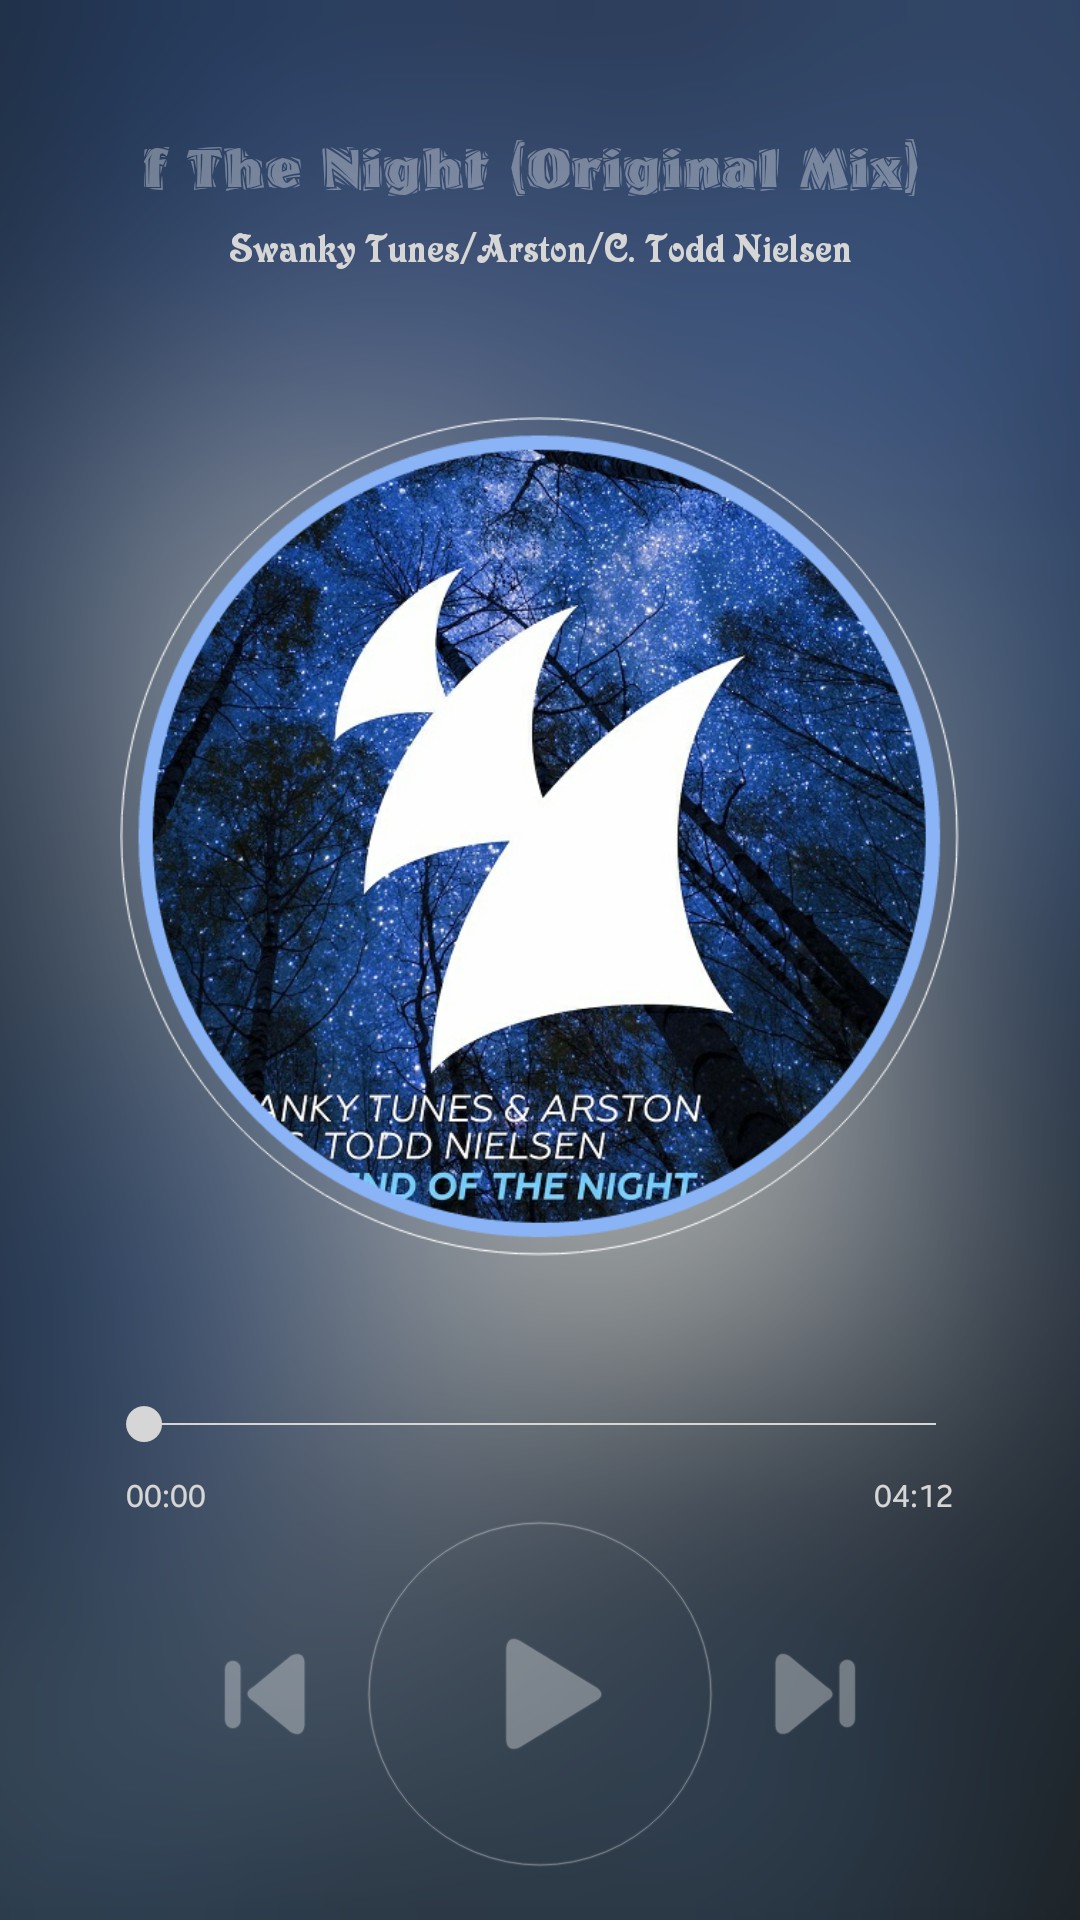 f The Night (Original Mix)
Swanky Tunes/Arston/C. Todd Nielsen
ANKY TUNES & ARSTON
. TODD NIELSEN
END OF THE NIGHT
00:00
04:12